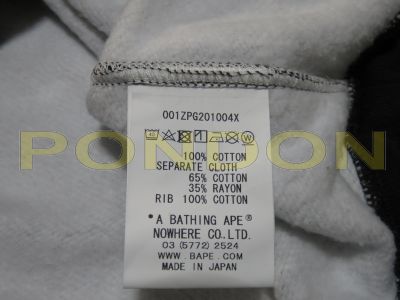 001ZPG201004X
PONDON
100% COTTON
SEPARATE CLOTH
65% COTTON
35% RAYON
RIB 100% COTTON
*A BATHING APE®
NOWHERE CO.,LTD.
03 (5772) 2524
WWW.BAPE.COM
MADE IN JAPAN